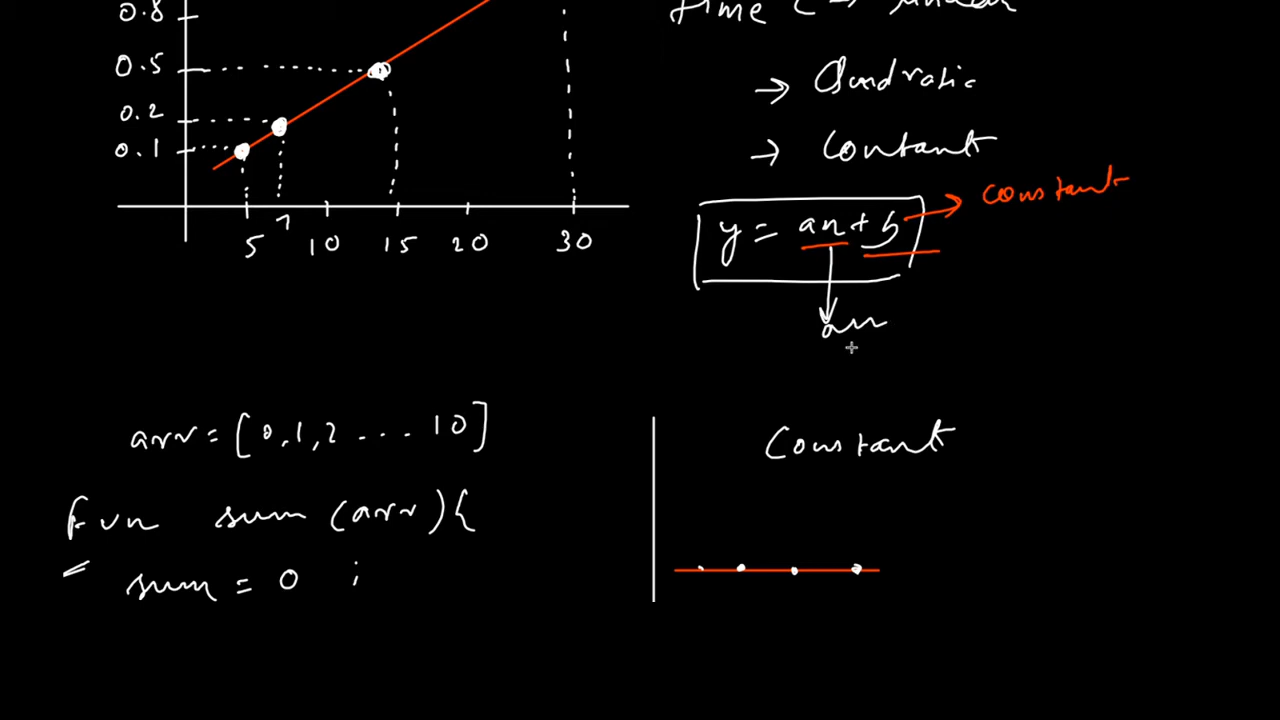 0.8
0.5
0.2
0.1
5 7 10 15 20 30
Time C →
→ Quadratic
→ Contant
y = an + b → constant
an
arr = [0,1,2 .... 10]
Fun sum (arr) {
sum = 0 ;
Constant